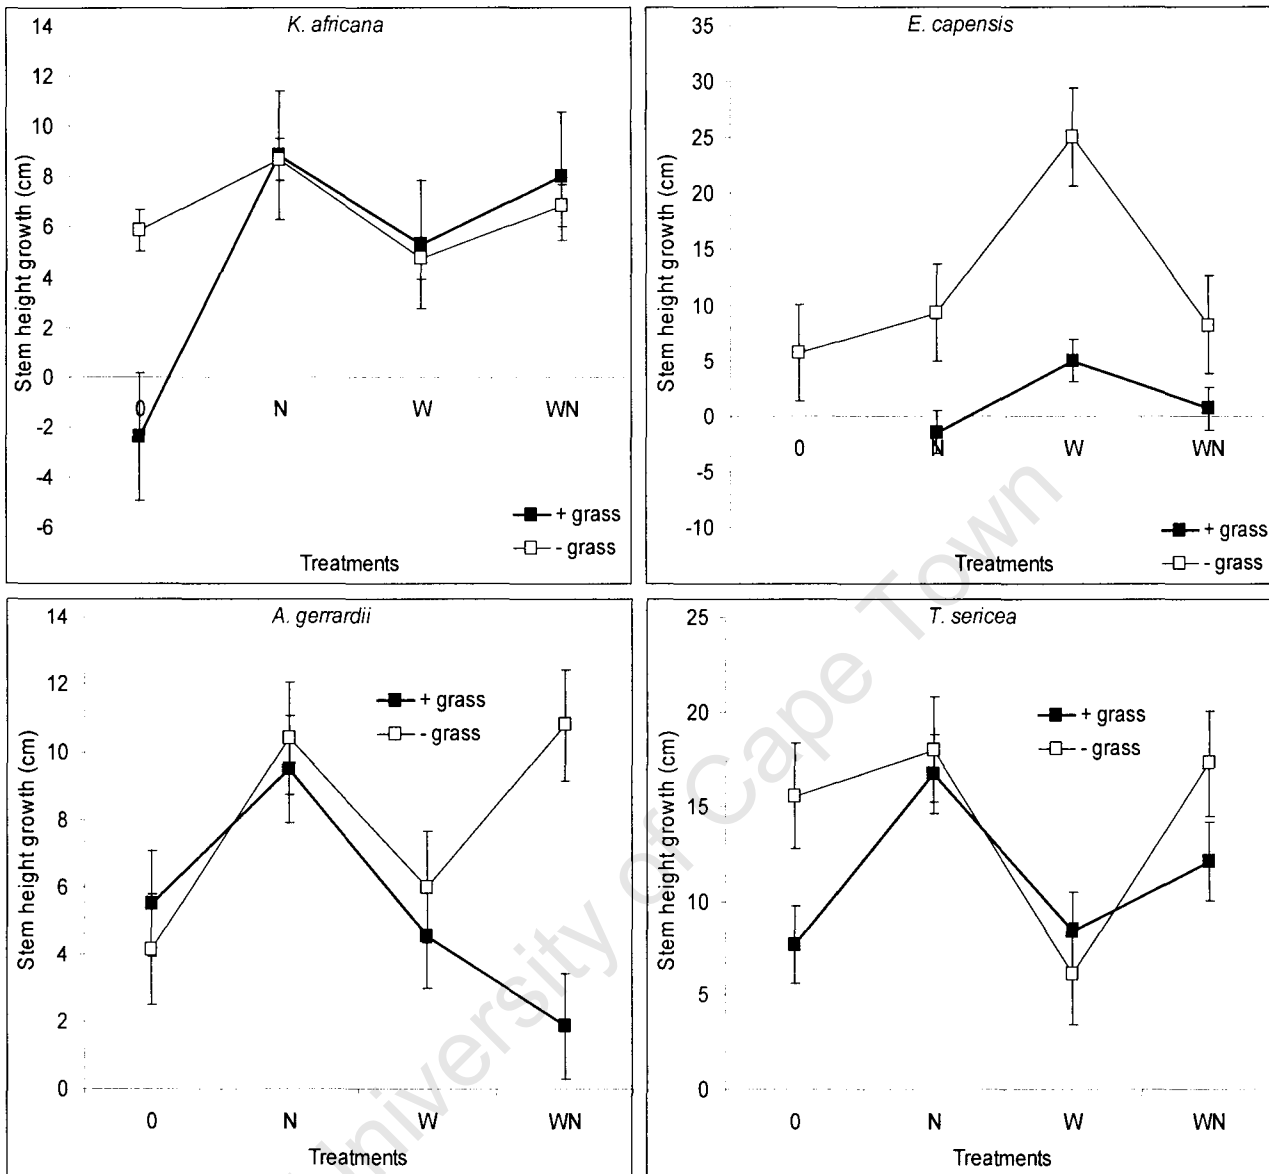 K. africana
14
12
10
8
6
4
2
0
-2
-4
-6
Stem height growth (cm)
0
N
W
WN
+ grass
- grass
Treatments
E. capensis
35
30
25
20
15
10
5
0
-5
-10
Stem height growth (cm)
0
N
W
WN
+ grass
- grass
Treatments
A. gerrardii
14
12
10
8
6
4
2
0
Stem height growth (cm)
+ grass
- grass
0
N
W
WN
Treatments
T. sericea
25
20
15
10
5
0
Stem height growth (cm)
+ grass
- grass
0
N
W
WN
Treatments
University of Cape Town